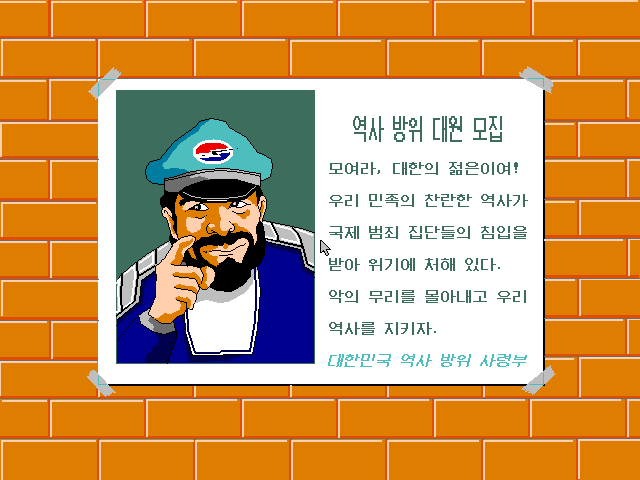 역사 방위 대원 모집
모여라, 대한의 젊은이여!
우리 민족의 찬란한 역사가
국제 범죄 집단들의 침입을
받아 위기에 처해 있다.
악의 무리를 몰아내고 우리
역사를 지키자.
대한민국 역사 방위 사령부